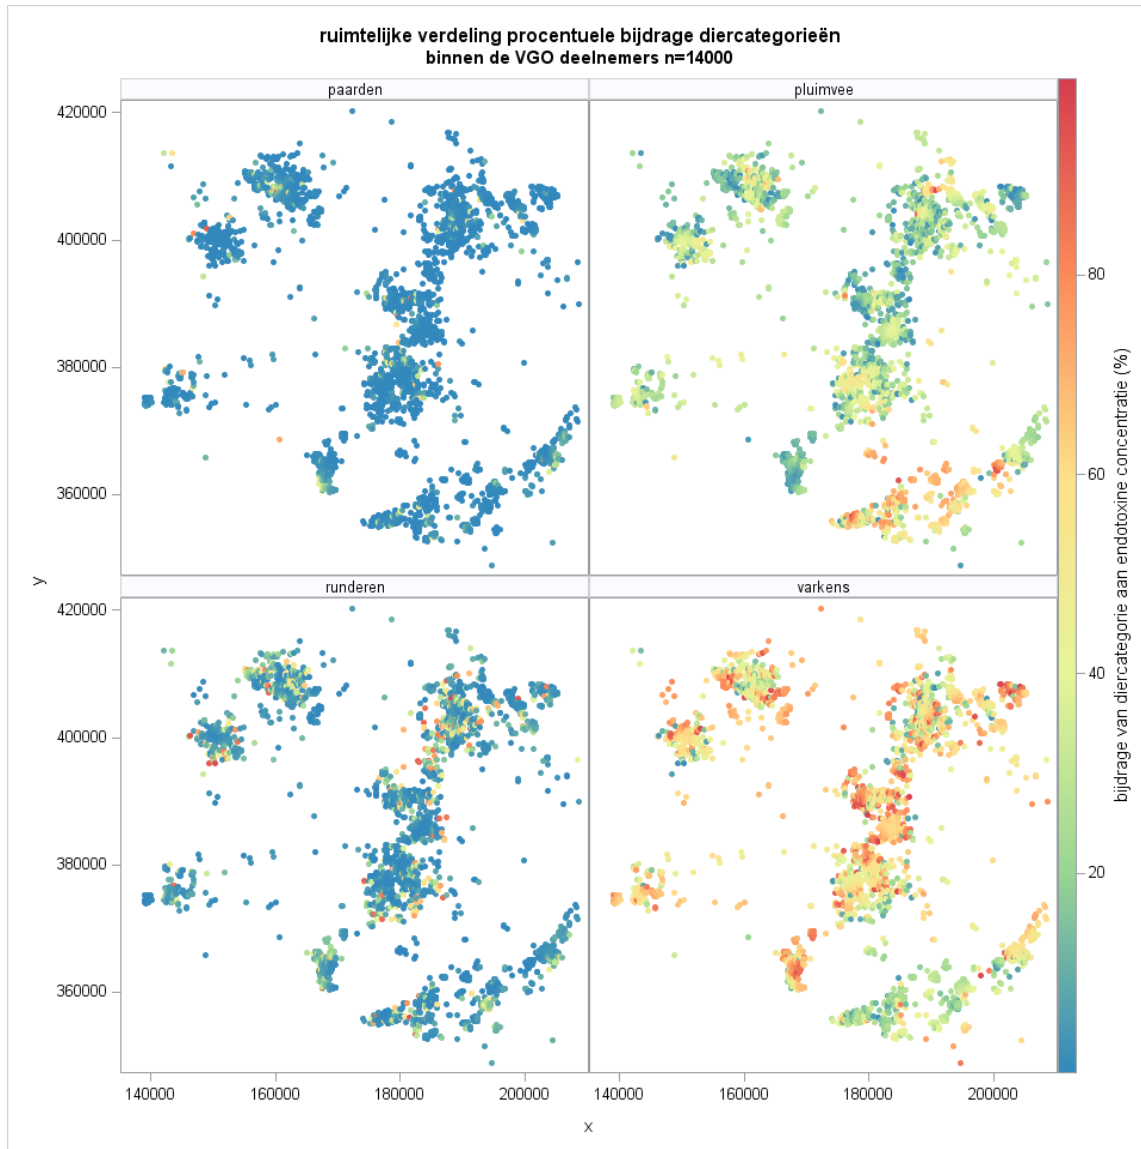 ruimtelijke verdeling procentuele bijdrage diercategorieën
binnen de VGO deelnemers n=14000
paarden
pluimvee
420000
400000
380000
360000
y
runderen
varkens
420000
400000
380000
360000
140000
160000
180000
200000
140000
160000
180000
200000
x
80
60
40
20
bijdrage van diercategorie aan endotoxine concentratie (%)